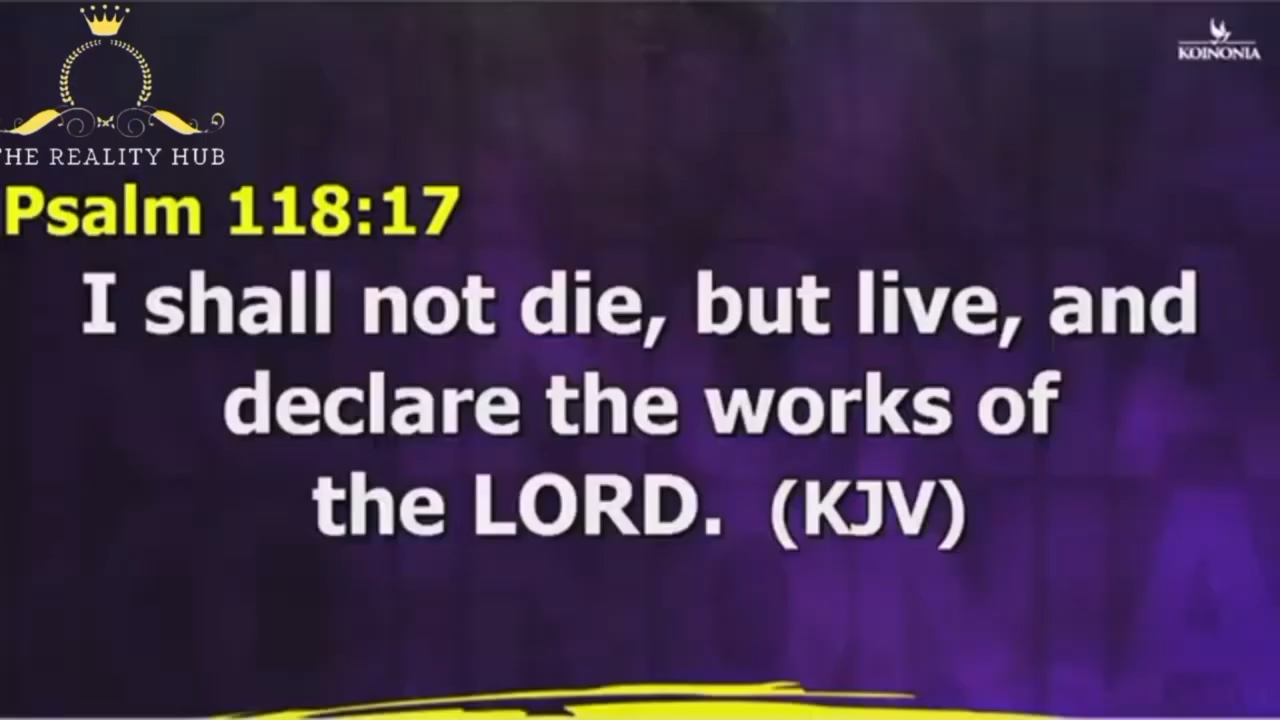 KOINONIA
THE REALITY HUB
Psalm 118:17
I shall not die, but live, and
declare the works of
the LORD. (KJV)